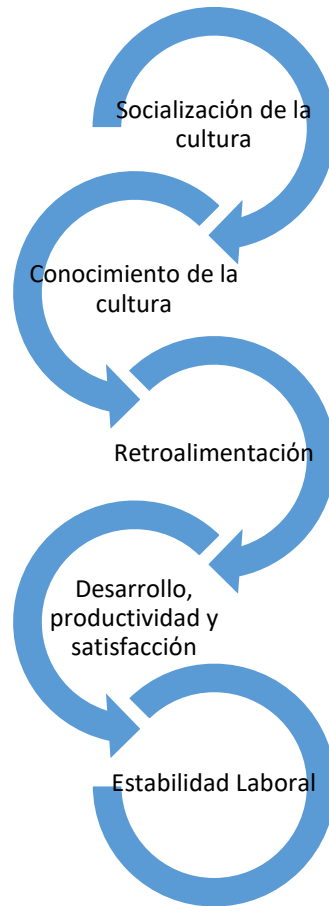 Socialización de la
cultura
Conocimiento de la
cultura
Retroalimentación
Desarrollo,
productividad y
satisfacción
Estabilidad Laboral